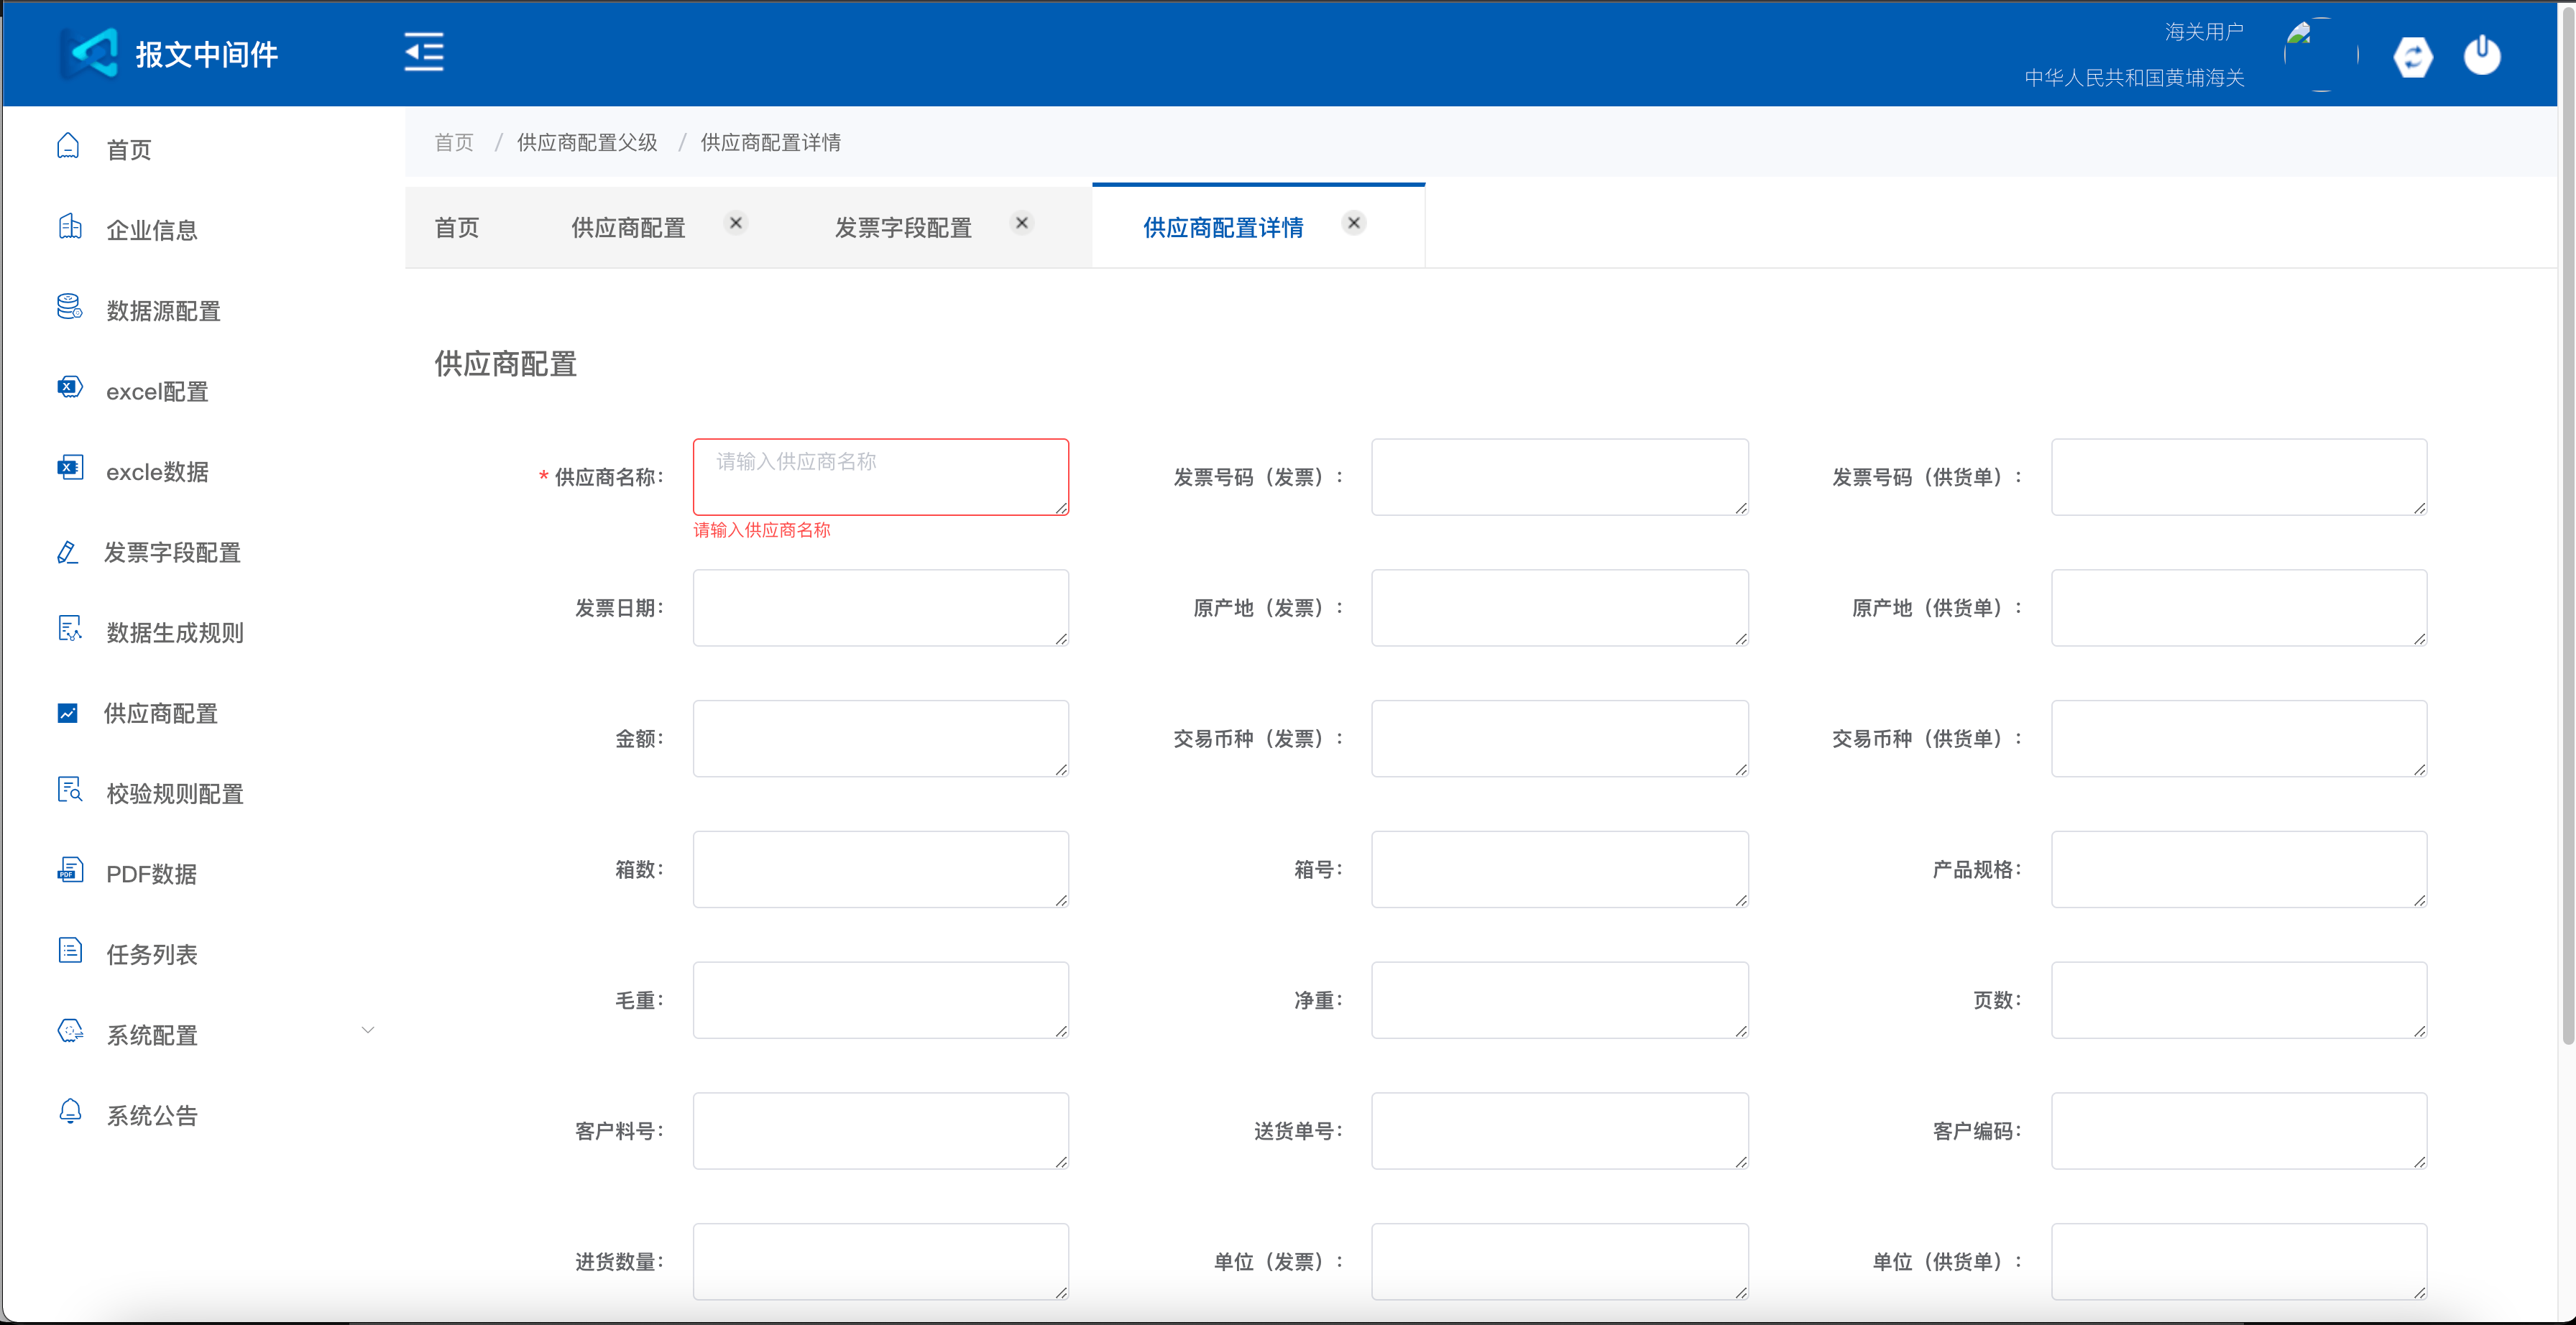 报文中间件
海关用户
中华人民共和国黄埔海关
首页
企业信息
数据源配置
excel配置
excle数据
发票字段配置
数据生成规则
供应商配置
校验规则配置
PDF数据
任务列表
系统配置
系统公告
首页 / 供应商配置父级 / 供应商配置详情
首页 供应商配置 发票字段配置 供应商配置详情
供应商配置
* 供应商名称: 请输入供应商名称 发票号码（发票）: 发票号码（供货单）:
请输入供应商名称
发票日期: 原产地（发票）: 原产地（供货单）:
金额: 交易币种（发票）: 交易币种（供货单）:
箱数: 箱号: 产品规格:
毛重: 净重: 页数:
客户料号: 送货单号: 客户编码:
进货数量: 单位（发票）: 单位（供货单）: